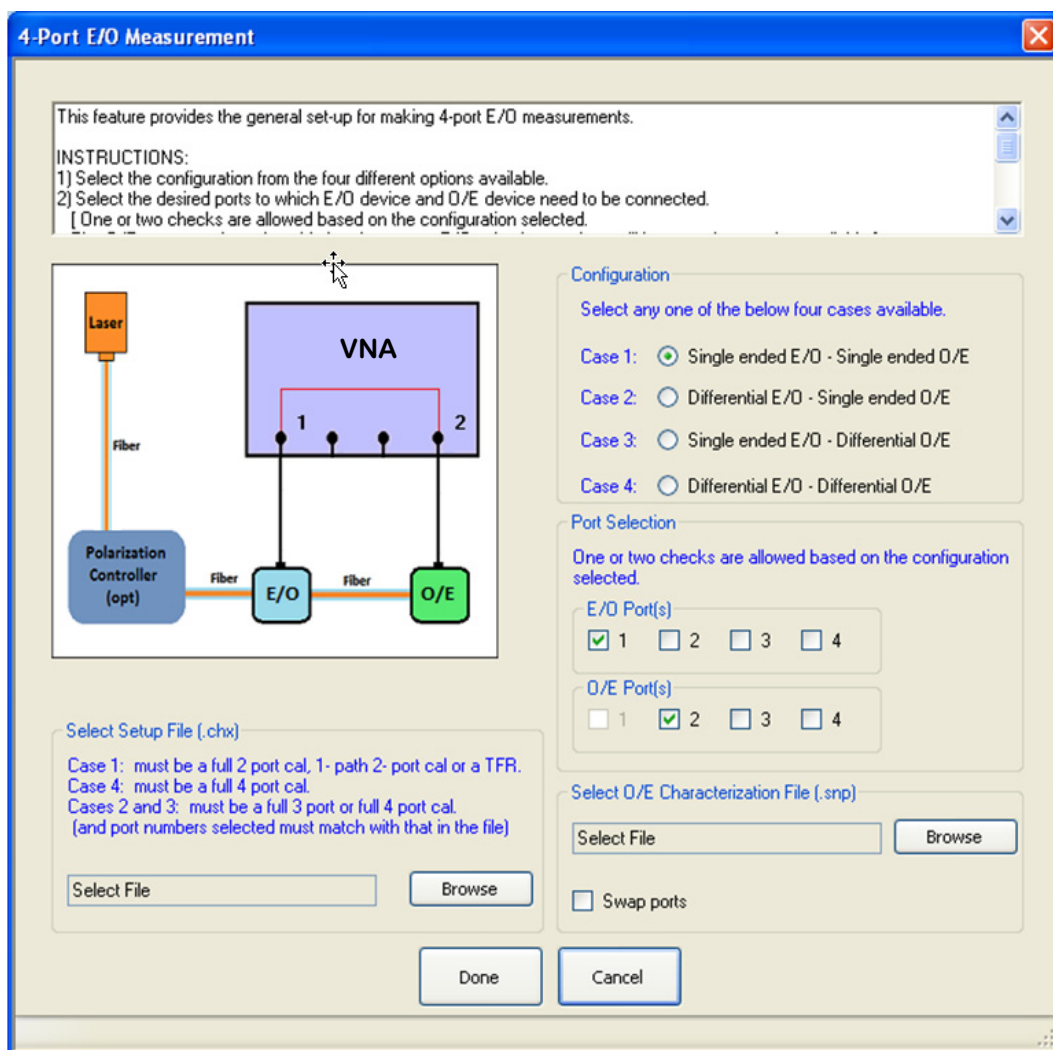 4-Port E/O Measurement
This feature provides the general set-up for making 4-port E/O measurements.
INSTRUCTIONS:
1) Select the configuration from the four different options available.
2) Select the desired ports to which E/O device and O/E device need to be connected.
[ One or two checks are allowed based on the configuration selected.
Laser
VNA
1
2
Fiber
Polarization
Controller
(opt)
Fiber
E/O
Fiber
O/E
Configuration
Select any one of the below four cases available.
Case 1: Single ended E/O - Single ended O/E
Case 2: Differential E/O - Single ended O/E
Case 3: Single ended E/O - Differential O/E
Case 4: Differential E/O - Differential O/E
Port Selection
One or two checks are allowed based on the configuration
selected.
E/O Port(s)
1 2 3 4
O/E Port(s)
1 2 3 4
Select Setup File (.chx)
Case 1: must be a full 2 port cal, 1- path 2- port cal or a TFR.
Case 4: must be a full 4 port cal.
Cases 2 and 3: must be a full 3 port or full 4 port cal.
(and port numbers selected must match with that in the file)
Select File
Browse
Select O/E Characterization File (.snp)
Select File
Browse
Swap ports
Done
Cancel